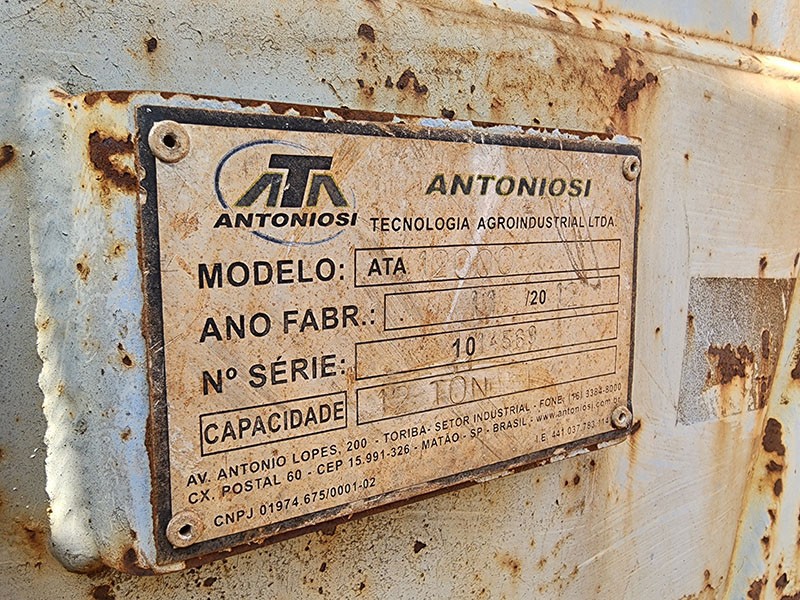 ATA
ANTONIOSI
ANTONIOSI
TECNOLOGIA AGROINDUSTRIAL LTDA.
MODELO: ATA
ANO FABR.: /20
Nº SÉRIE: 10
CAPACIDADE 12 TON
AV. ANTONIO LOPES, 200 - TORIBA- SETOR INDUSTRIAL - FONE: (16) 3384-8000
CX. POSTAL 60 - CEP 15.991-326 - MATÃO - SP - BRASIL - www.antoniosi.com.br
CNPJ 01974.675/0001-02